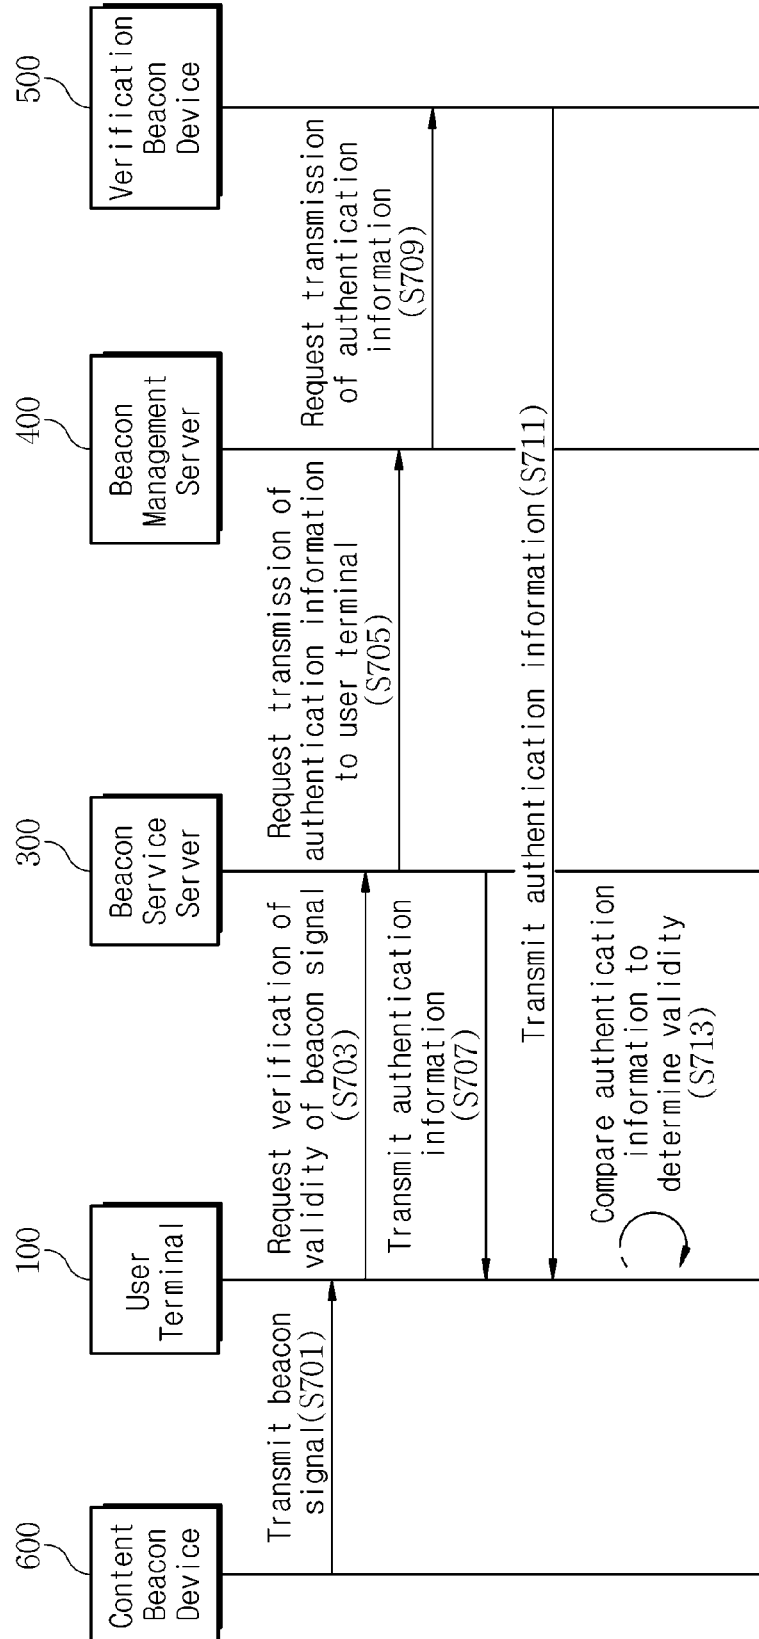 600
Content
Beacon
Device
100
User
Terminal
300
Beacon
Service
Server
400
Beacon
Management
Server
500
Verification
Beacon
Device
Transmit beacon
signal(S701)
Request verification of
validity of beacon signal
(S703)
Request transmission of
authentication information
to user terminal
(S705)
Transmit authentication
information
(S707)
Request transmission
of authentication
information
(S709)
Transmit authentication information(S711)
Compare authentication
information to
determine validity
(S713)